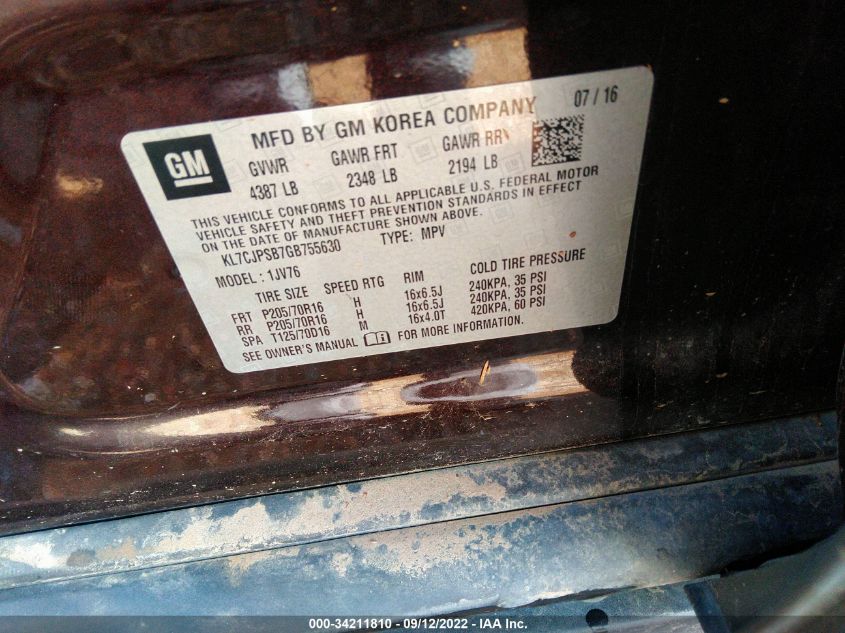 GM
MFD BY GM KOREA COMPANY 07 / 16
GVWR GAWR FRT GAWR RR
4387 LB 2348 LB 2194 LB
THIS VEHICLE CONFORMS TO ALL APPLICABLE U.S. FEDERAL MOTOR
VEHICLE SAFETY AND THEFT PREVENTION STANDARDS IN EFFECT
ON THE DATE OF MANUFACTURE SHOWN ABOVE.
KL7CJPSB7GB755630 TYPE: MPV
MODEL: 1JV76
TIRE SIZE SPEED RTG RIM COLD TIRE PRESSURE
FRT P205/70R16 H 16x6.5J 240KPA, 35 PSI
RR P205/70R16 H 16x6.5J 240KPA, 35 PSI
SPA T125/70D16 M 16x4.0T 420KPA, 60 PSI
SEE OWNER'S MANUAL FOR MORE INFORMATION.
000-34211810 - 09/12/2022 - IAA Inc.